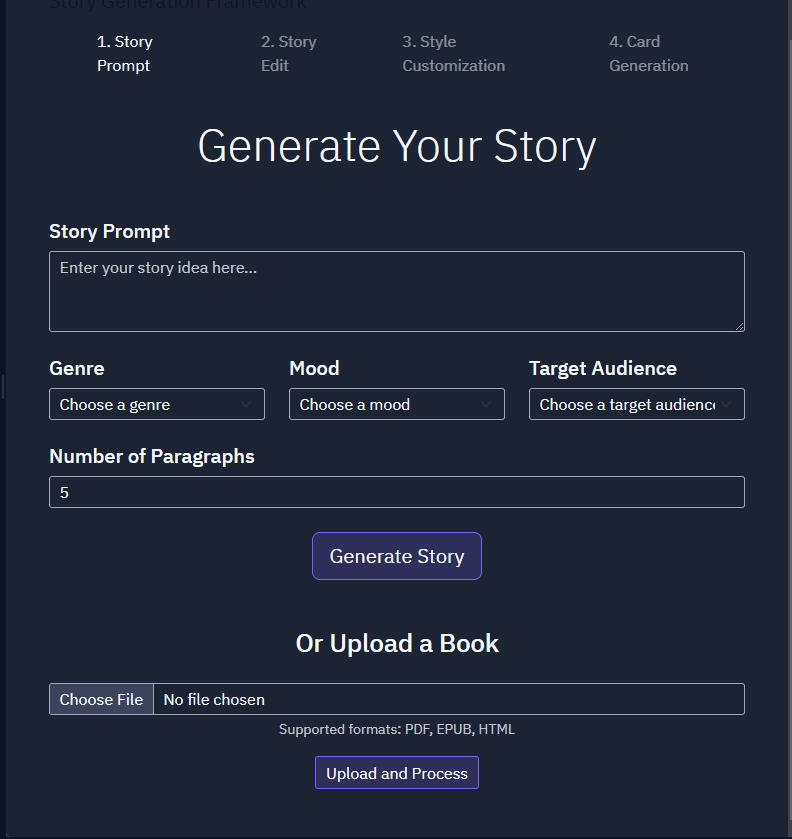 Story Generation Framework
1. Story
Prompt
2. Story
Edit
3. Style
Customization
4. Card
Generation
Generate Your Story
Story Prompt
Enter your story idea here...
Genre
Mood
Target Audience
Choose a genre
Choose a mood
Choose a target audienc
Number of Paragraphs
5
Generate Story
Or Upload a Book
Choose File
No file chosen
Supported formats: PDF, EPUB, HTML
Upload and Process